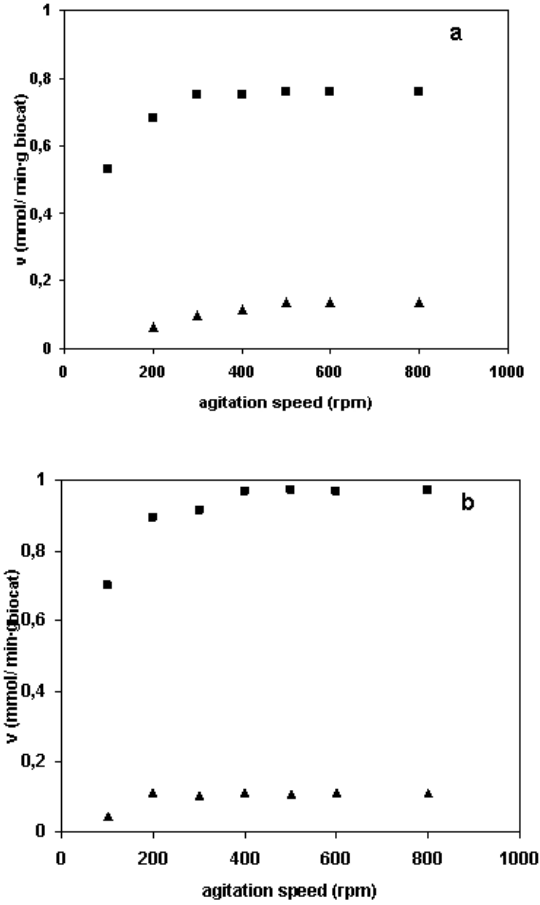 a
ν (mmol/ min·g biocat)
1
0,8
0,6
0,4
0,2
0
0 200 400 600 800 1000
agitation speed (rpm)
b
ν (mmol/ min·gbiocat)
1
0,8
0,6
0,4
0,2
0
0 200 400 600 800 1000
agitation speed (rpm)